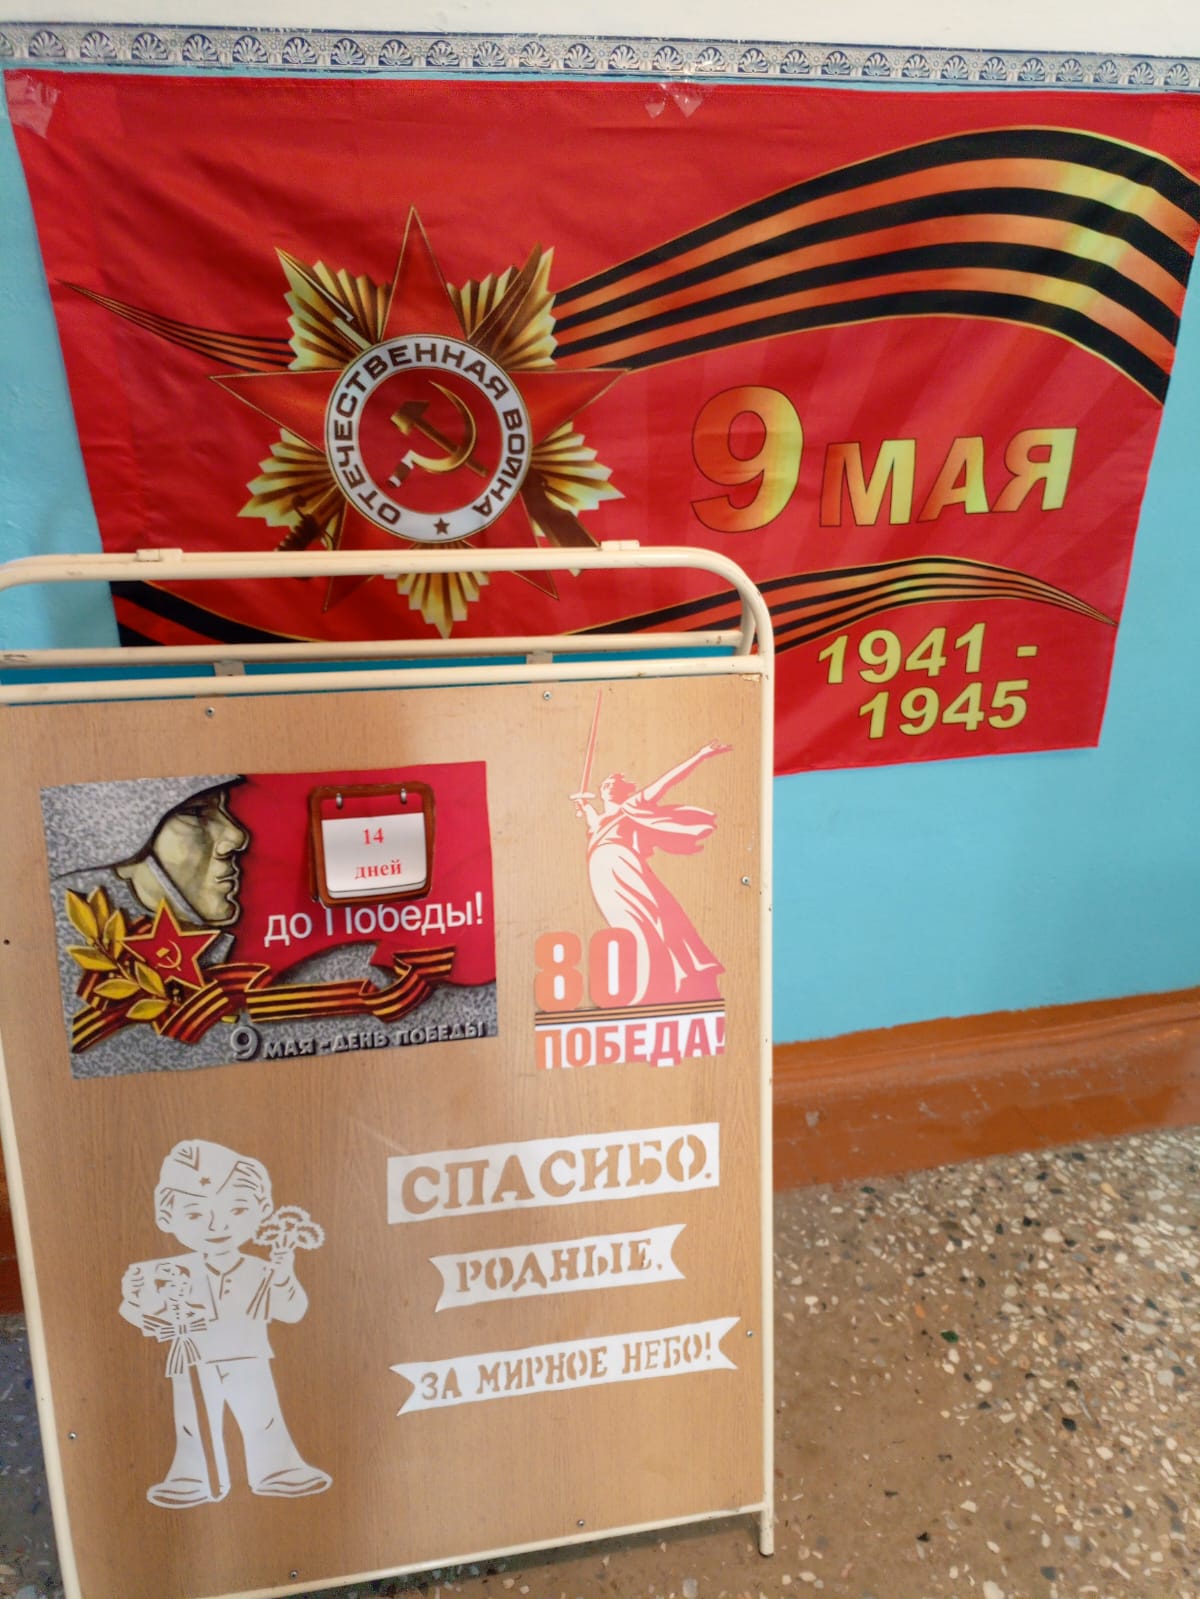 ОТЕЧЕСТВЕННАЯ ВОЙНА
9 МАЯ
1941 -
1945
14
дней
до Победы!
9 МАЯ - ДЕНЬ ПОБЕДЫ
80
ПОБЕДА!
СПАСИБО,
РОДНЫЕ,
ЗА МИРНОЕ НЕБО!